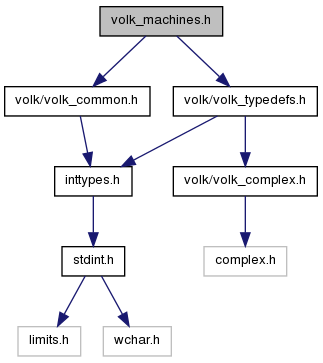 volk_machines.h
volk/volk_common.h
volk/volk_typedefs.h
inttypes.h
volk/volk_complex.h
stdint.h
complex.h
limits.h
wchar.h